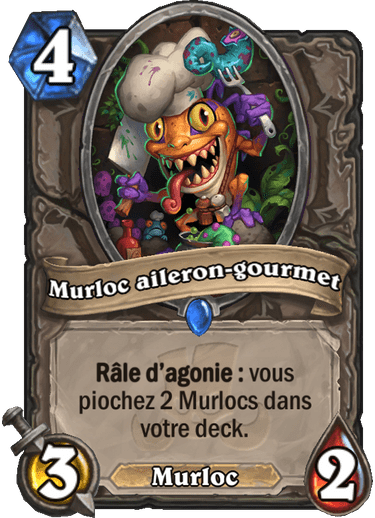 4
Murloc aileron-gourmet
Râle d’agonie : vous
piochez 2 Murlocs dans
votre deck.
3
Murloc
2